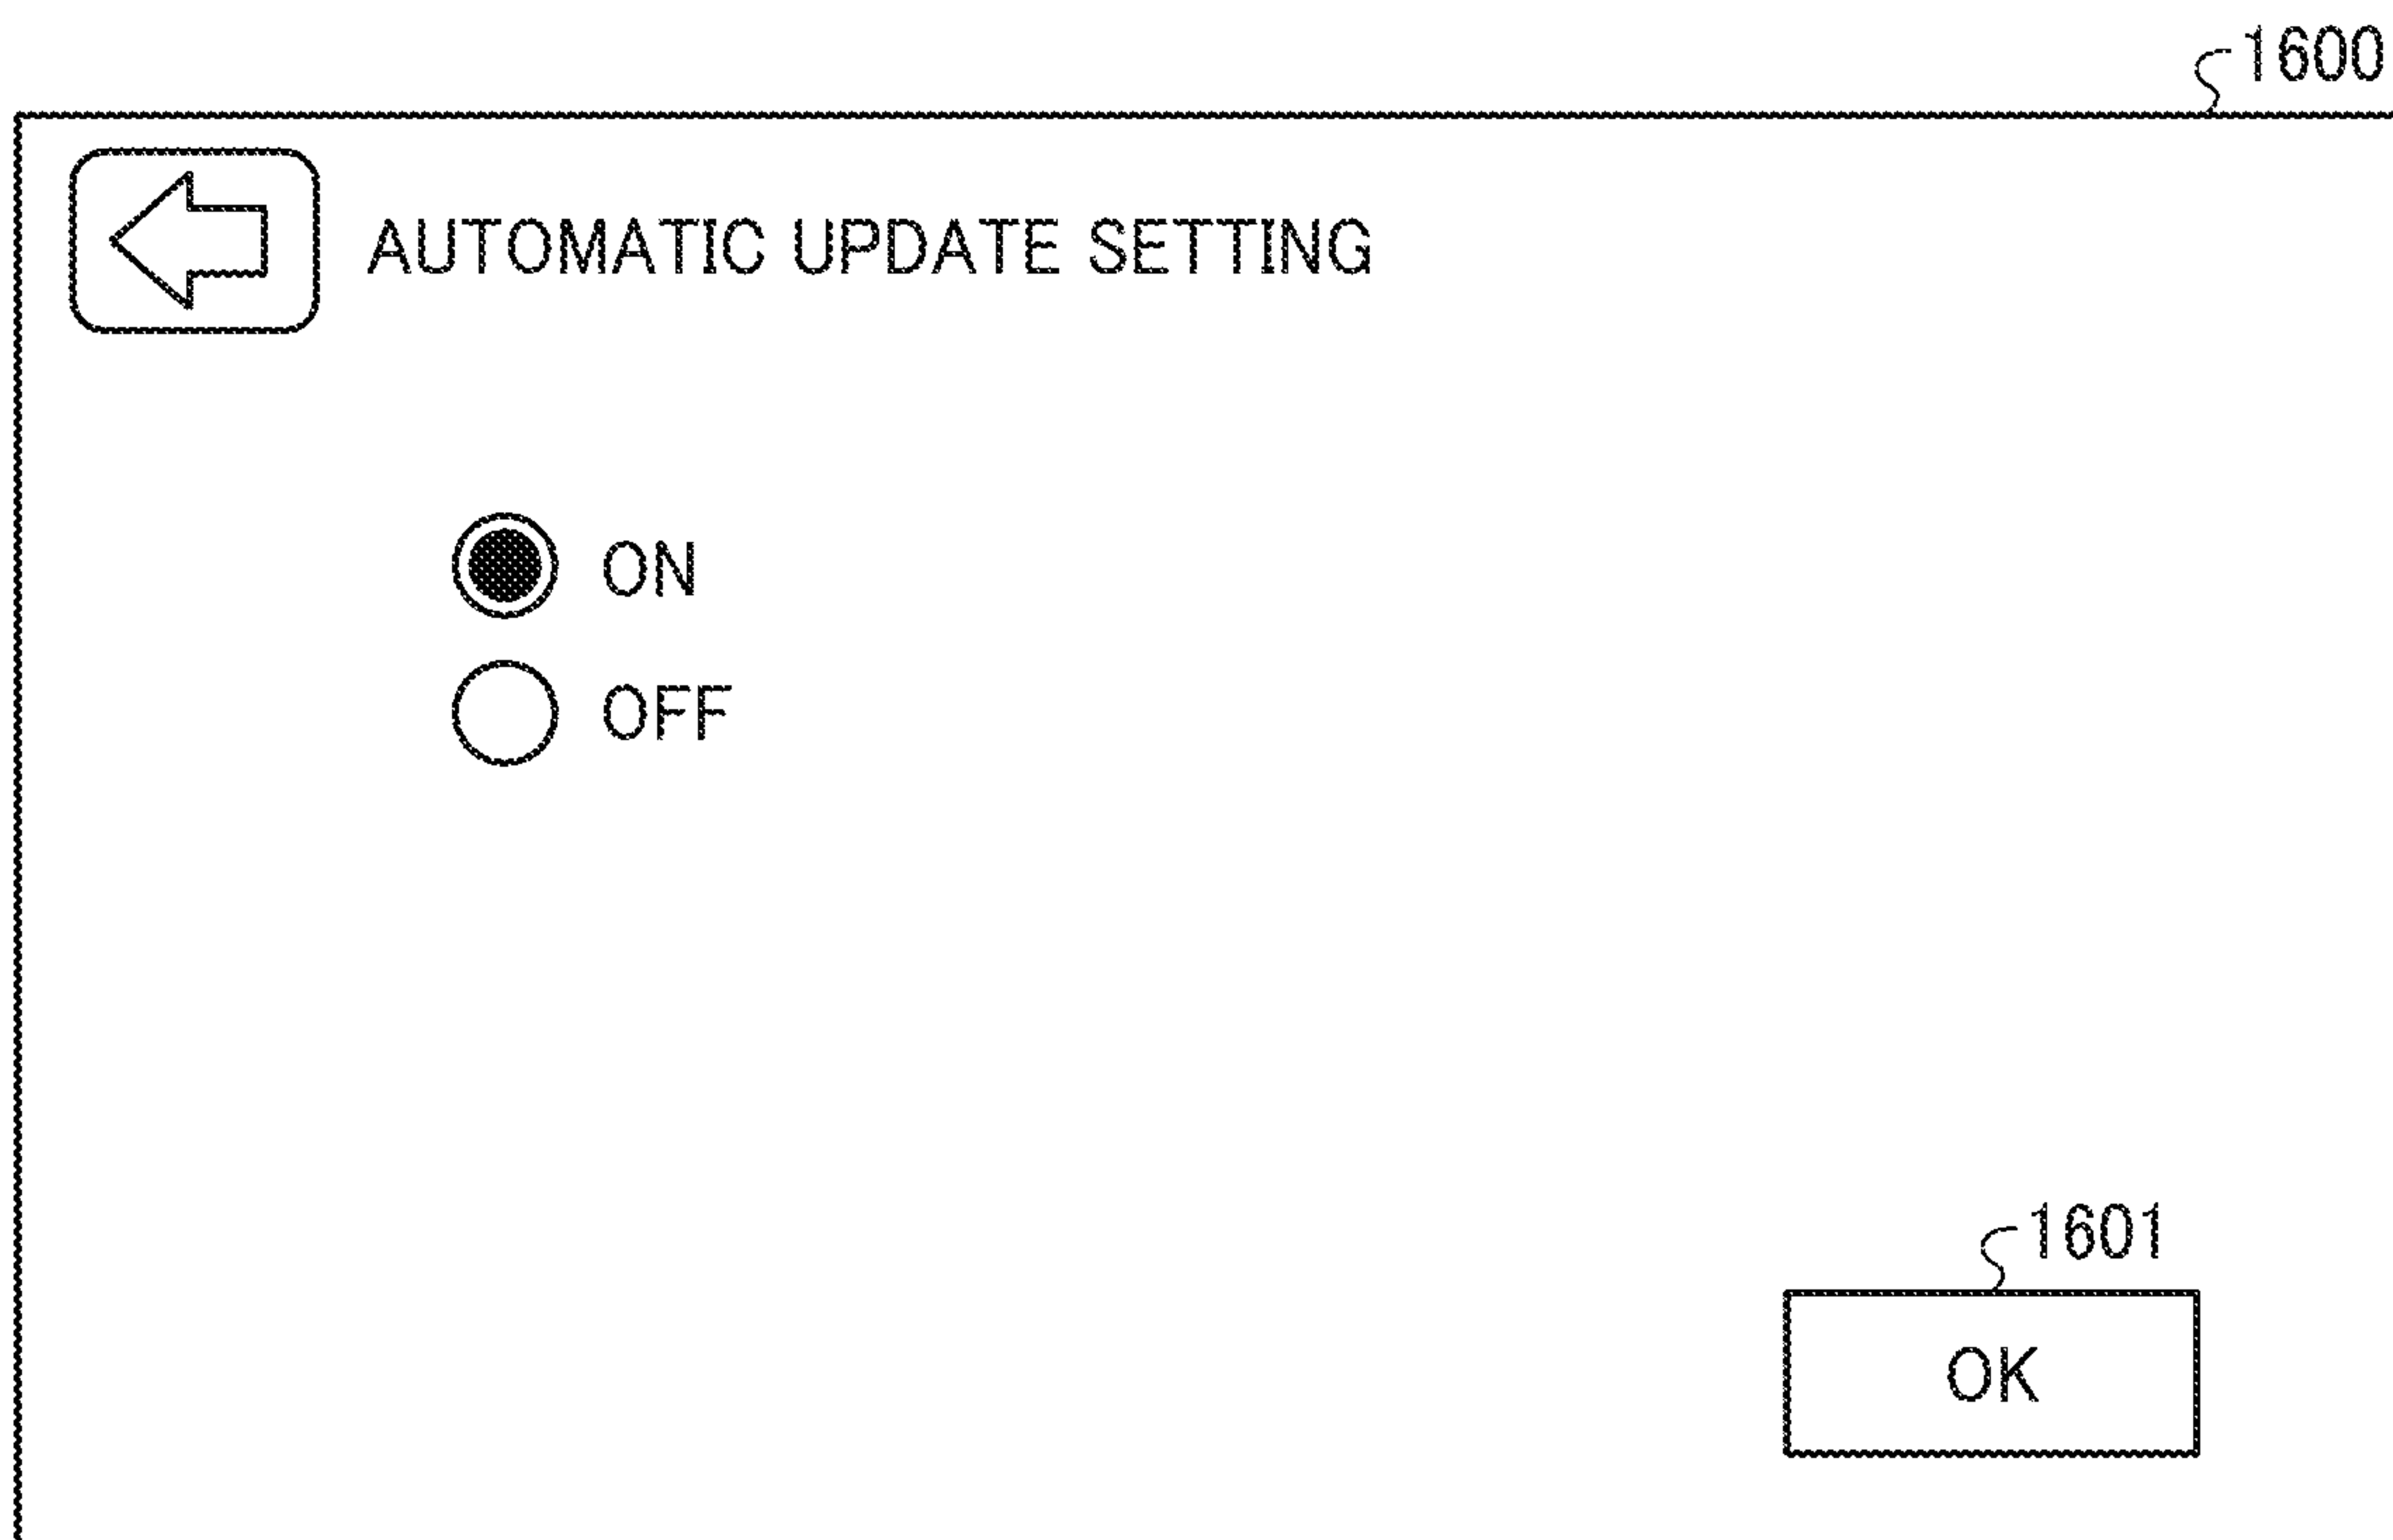 1600
AUTOMATIC UPDATE SETTING
ON
OFF
1601
OK